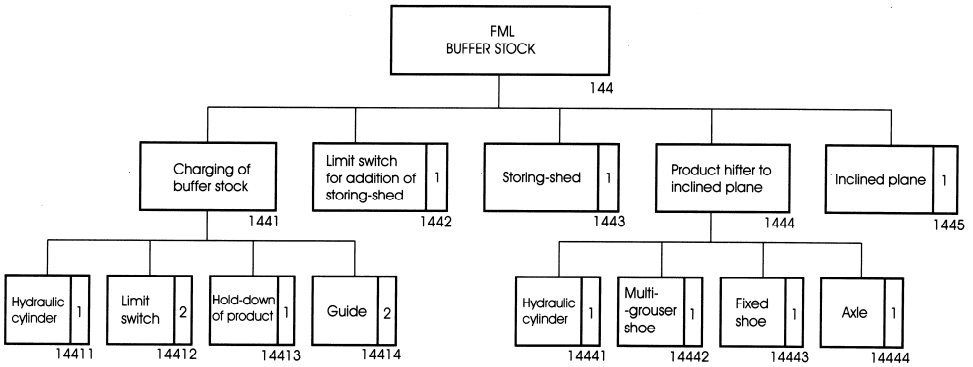 FML
BUFFER STOCK
144
Charging of
buffer stock
1441
Limit switch
for addition of
storing-shed
1
1442
Storing-shed
1
1443
Product hifter to
inclined plane
1444
Inclined plane
1
1445
Hydraulic
cylinder
1
14411
Limit
switch
2
14412
Hold-down
of product
1
14413
Guide
2
14414
Hydraulic
cylinder
1
14441
Multi-
-grouser
shoe
1
14442
Fixed
shoe
1
14443
Axle
1
14444